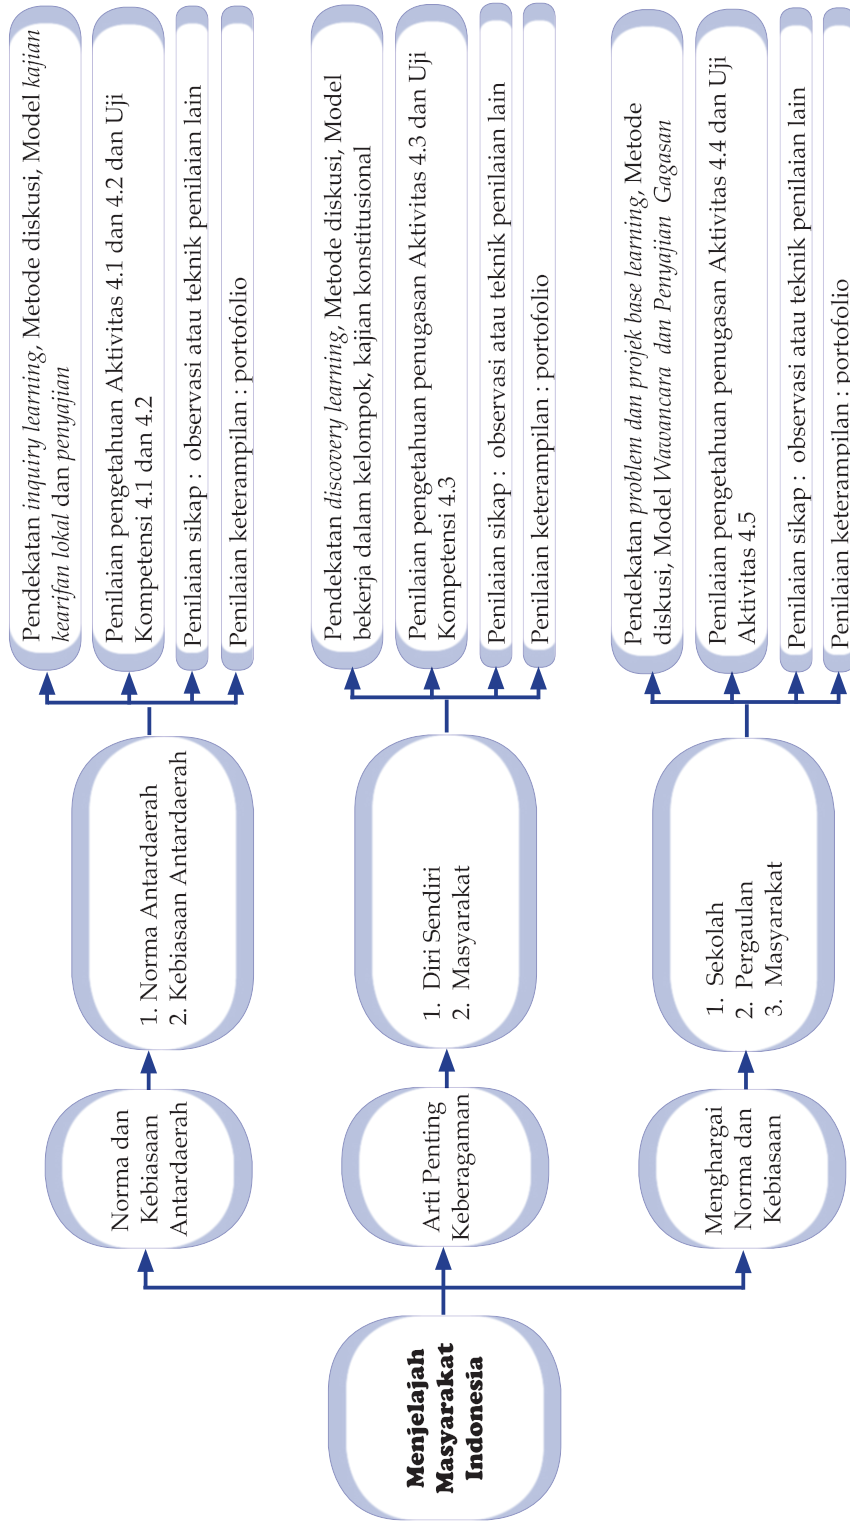 Menjelajah
Masyarakat
Indonesia
Norma dan
Kebiasaan
Antardaerah
1. Norma Antardaerah
2. Kebiasaan Antardaerah
Pendekatan inquiry learning, Metode diskusi, Model kajian
kearifan lokal dan penyajian
Penilaian pengetahuan Aktivitas 4.1 dan 4.2 dan Uji
Kompetensi 4.1 dan 4.2
Penilaian sikap : observasi atau teknik penilaian lain
Penilaian keterampilan : portofolio
Arti Penting
Keberagaman
1. Diri Sendiri
2. Masyarakat
Pendekatan discovery learning, Metode diskusi, Model
bekerja dalam kelompok, kajian konstitusional
Penilaian pengetahuan penugasan Aktivitas 4.3 dan Uji
Kompetensi 4.3
Penilaian sikap : observasi atau teknik penilaian lain
Penilaian keterampilan : portofolio
Menghargai
Norma dan
Kebiasaan
1. Sekolah
2. Pergaulan
3. Masyarakat
Pendekatan problem dan projek base learning, Metode
diskusi, Model Wawancara dan Penyajian Gagasan
Penilaian pengetahuan penugasan Aktivitas 4.4 dan Uji
Aktivitas 4.5
Penilaian sikap : observasi atau teknik penilaian lain
Penilaian keterampilan : portofolio